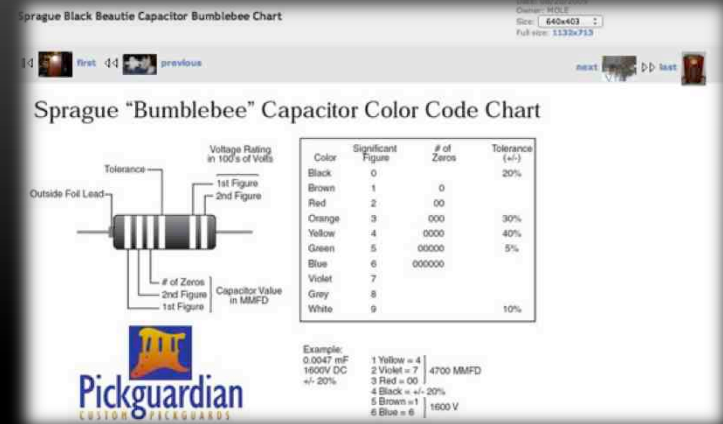 Sprague Black Beautie Capacitor Bumblebee Chart
Owner: MOLE
Size: 640x403
Full size: 1132x713
first previous
next last
Sprague “Bumblebee” Capacitor Color Code Chart
Voltage Rating
in 100's of Volts
Tolerance
1st Figure
Outside Foil Lead
2nd Figure
# of Zeros
2nd Figure
1st Figure
Capacitor Value
in MMFD
Color Significant Figure # of Zeros Tolerance (+/-)
Black 0 20%
Brown 1 0
Red 2 00
Orange 3 000 30%
Yellow 4 0000 40%
Green 5 00000 5%
Blue 6 000000
Violet 7
Grey 8
White 9 10%
Example:
0.0047 mF
1600V DC
+/- 20%
1 Yellow = 4
2 Violet = 7
3 Red = 00
4700 MMFD
4 Black = +/- 20%
5 Brown =1
6 Blue = 6
1600 V
Pickguardian
CUSTOM PICKGUARDS